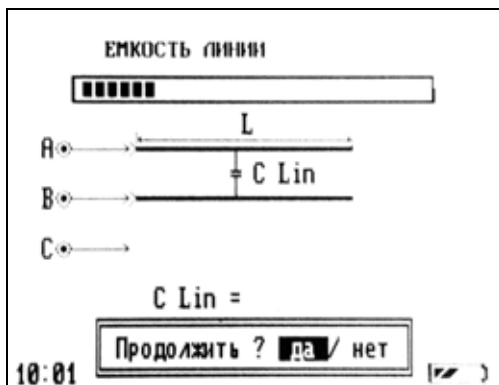 ЕМКОСТЬ ЛИНИИ
L
A
C Lin
B
C
C Lin =
Продолжить ? да / нет
10:01